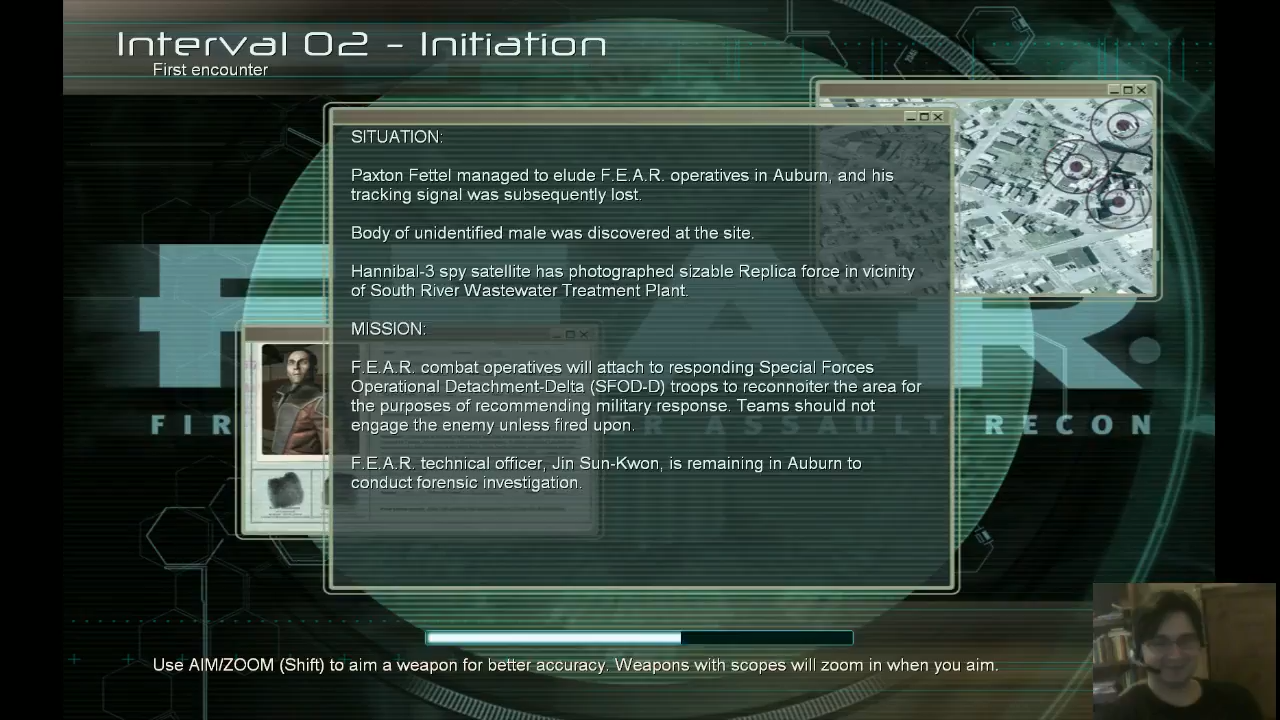 Interval 02 - Initiation
First encounter
SITUATION:
Paxton Fettel managed to elude F.E.A.R. operatives in Auburn, and his
tracking signal was subsequently lost.
Body of unidentified male was discovered at the site.
Hannibal-3 spy satellite has photographed sizable Replica force in vicinity
of South River Wastewater Treatment Plant.
MISSION:
F.E.A.R. combat operatives will attach to responding Special Forces
Operational Detachment-Delta (SFOD-D) troops to reconnoiter the area for
the purposes of recommending military response. Teams should not
engage the enemy unless fired upon.
F.E.A.R. technical officer, Jin Sun-Kwon, is remaining in Auburn to
conduct forensic investigation.
F.E.A.R.
FIR ER ASSAULT RECON
Use AIM/ZOOM (Shift) to aim a weapon for better accuracy. Weapons with scopes will zoom in when you aim.